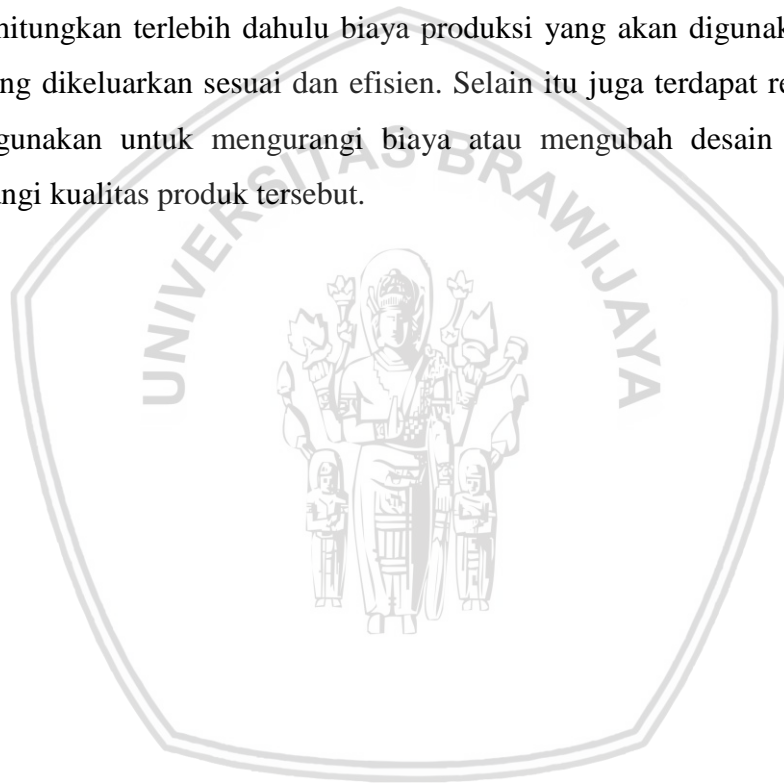 hitungkan terlebih dahulu biaya produksi yang akan digunak
ng dikeluarkan sesuai dan efisien. Selain itu juga terdapat re
gunakan untuk mengurangi biaya atau mengubah desain
ngi kualitas produk tersebut.
UNIVERSITAS BRAWIJAYA